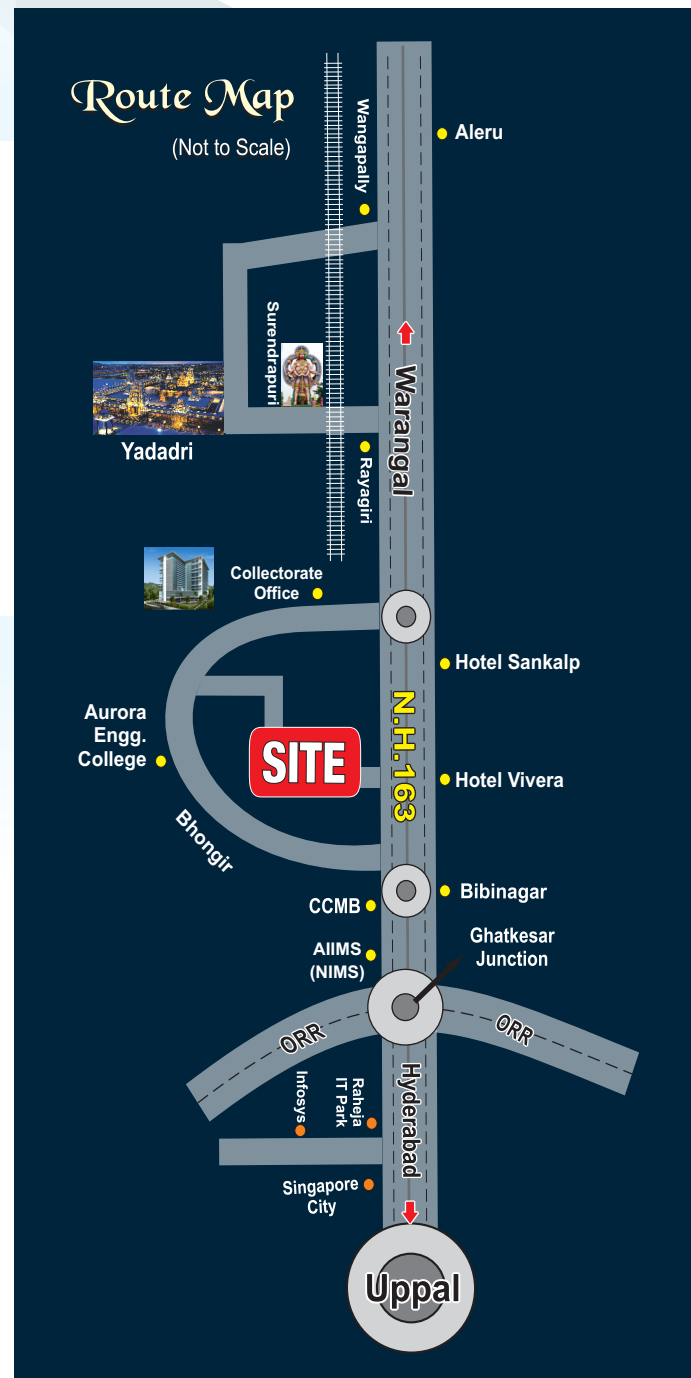 Route Map
(Not to Scale)
Wangapally
Aleru
Surendrapuri
Yadadri
Warangal
Rayagiri
Collectorate
Office
Hotel Sankalp
Aurora
Engg.
College
SITE
N.H.163
Hotel Vivera
Bhongir
CCMB
Bibinagar
AIIMS
(NIMS)
Ghatkesar
Junction
ORR
ORR
Hyderabad
Infosys
Raheja
IT Park
Singapore
City
Uppal